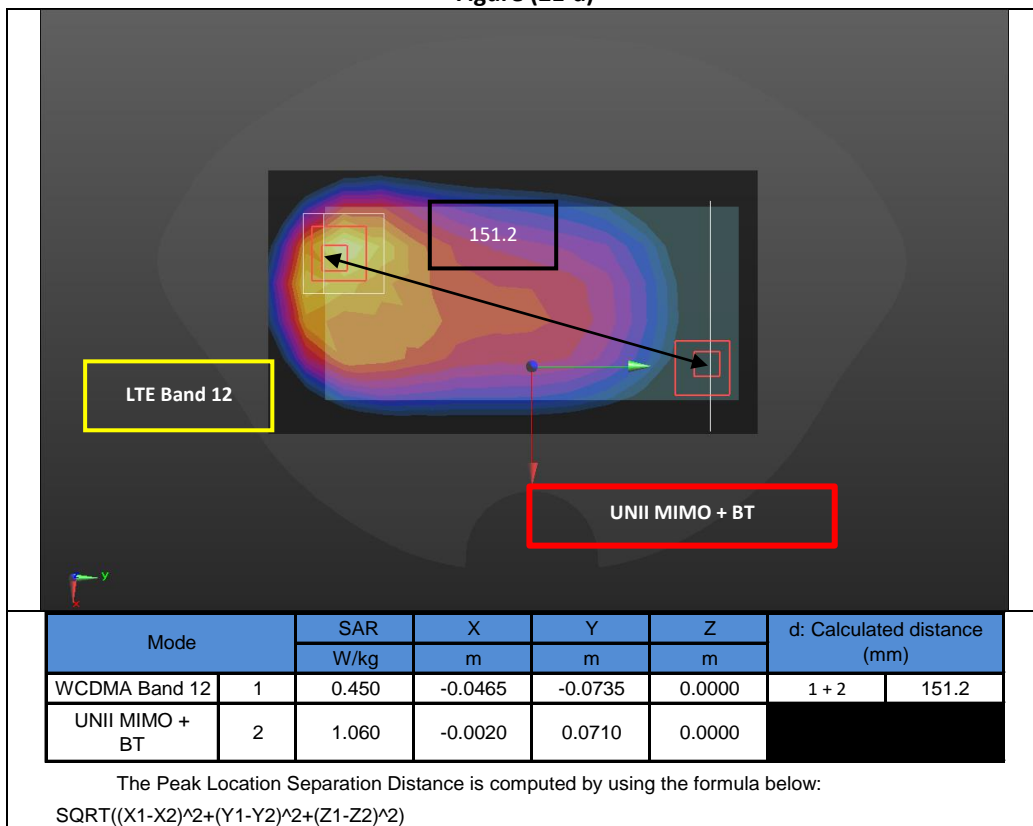 151.2
LTE Band 12
UNII MIMO + BT
y
x
Mode SAR X Y Z d: Calculated distance (mm)
W/kg m m m
WCDMA Band 12 1 0.450 -0.0465 -0.0735 0.0000 1 + 2 151.2
UNII MIMO + BT 2 1.060 -0.0020 0.0710 0.0000
The Peak Location Separation Distance is computed by using the formula below:
SQRT((X1-X2)^2+(Y1-Y2)^2+(Z1-Z2)^2)